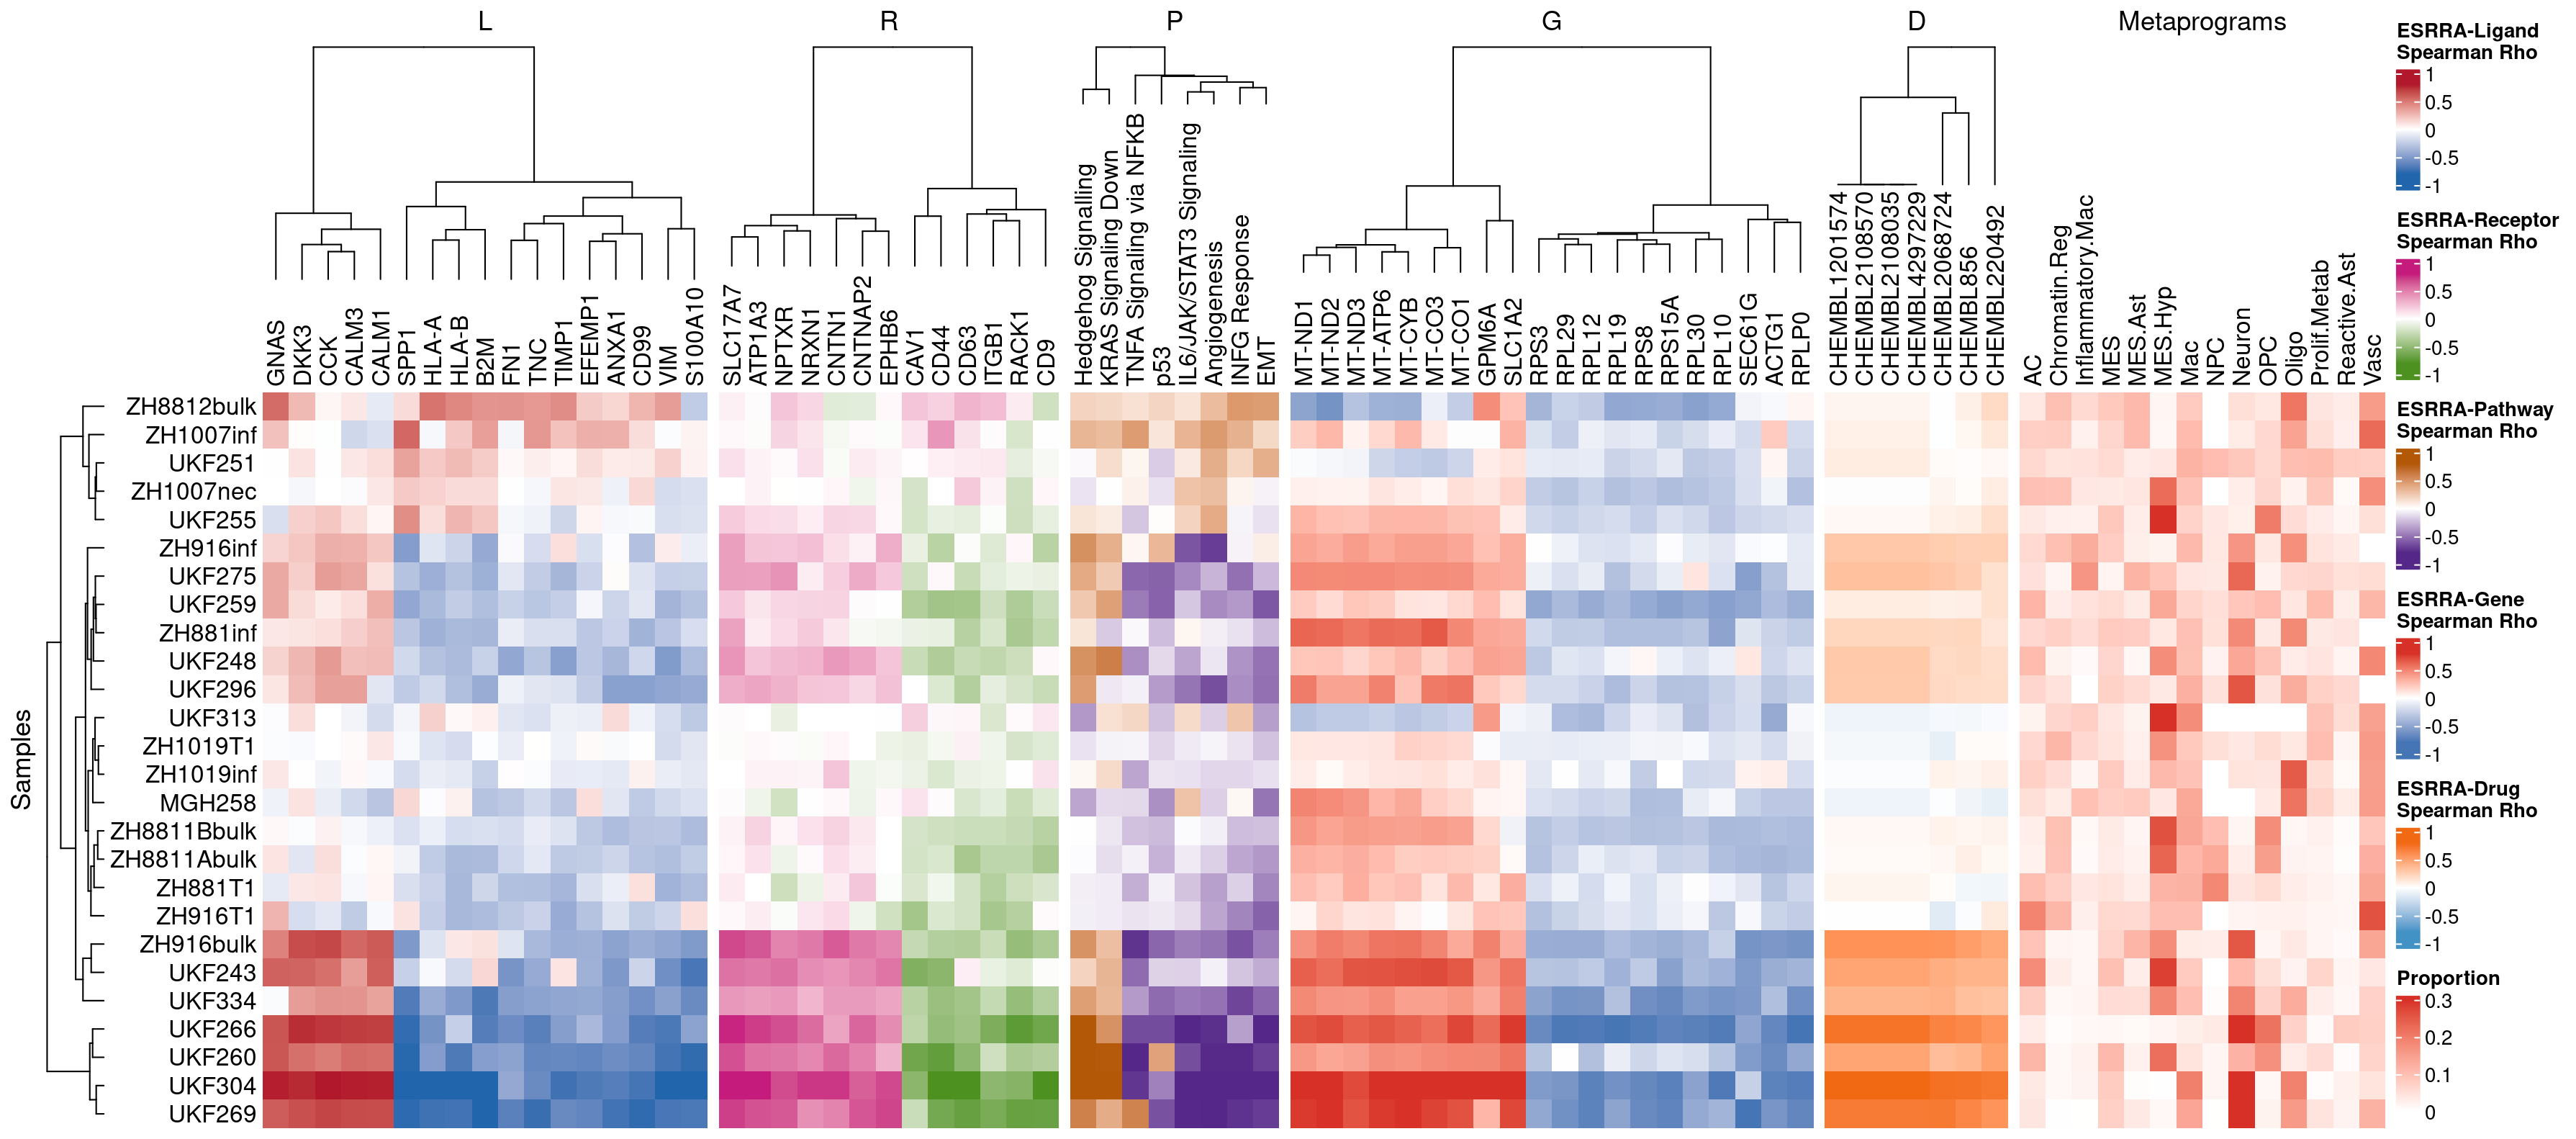 L
R
P
G
D
Metaprograms
GNAS
DKK3
CCK
CALM3
CALM1
SPP1
HLA-A
HLA-B
B2M
FN1
TNC
TIMP1
EFEMP1
ANXA1
CD99
VIM
S100A10
SLC17A7
ATP1A3
NPTXR
NRXN1
CNTN1
CNTNAP2
EPHB6
CAV1
CD44
CD63
ITGB1
RACK1
CD9
Hedgehog Signalling
KRAS Signaling Down
TNFA Signaling via NFKB
p53
IL6/JAK/STAT3 Signaling
Angiogenesis
INFG Response
EMT
MT-ND1
MT-ND2
MT-ND3
MT-ATP6
MT-CYB
MT-CO3
MT-CO1
GPM6A
SLC1A2
RPS3
RPL29
RPL12
RPL19
RPS8
RPS15A
RPL30
RPL10
SEC61G
ACTG1
RPLP0
CHEMBL1201574
CHEMBL2108570
CHEMBL2108035
CHEMBL4297229
CHEMBL2068724
CHEMBL856
CHEMBL220492
AC
Chromatin.Reg
Inflammatory.Mac
MES
MES.Ast
MES.Hyp
Mac
NPC
Neuron
OPC
Oligo
Prolif.Metab
Reactive.Ast
Vasc
Samples
ZH8812bulk
ZH1007inf
UKF251
ZH1007nec
UKF255
ZH916inf
UKF275
UKF259
ZH881inf
UKF248
UKF296
UKF313
ZH1019T1
ZH1019inf
MGH258
ZH8811Bbulk
ZH8811Abulk
ZH881T1
ZH916T1
ZH916bulk
UKF243
UKF334
UKF266
UKF260
UKF304
UKF269
ESRRA-Ligand
Spearman Rho
1
0.5
0
-0.5
-1
ESRRA-Receptor
Spearman Rho
1
0.5
0
-0.5
-1
ESRRA-Pathway
Spearman Rho
1
0.5
0
-0.5
-1
ESRRA-Gene
Spearman Rho
1
0.5
0
-0.5
-1
ESRRA-Drug
Spearman Rho
1
0.5
0
-0.5
-1
Proportion
0.3
0.2
0.1
0